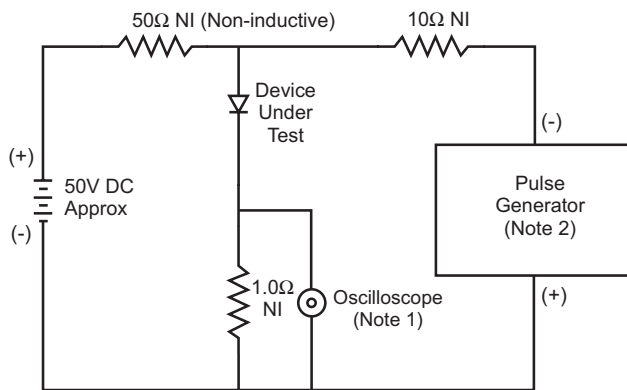 50Ω NI (Non-inductive)
10Ω NI
Device
Under
Test
(+)
50V DC
Approx
(-)
1.0Ω
NI
Oscilloscope
(Note 1)
(-)
Pulse
Generator
(Note 2)
(+)